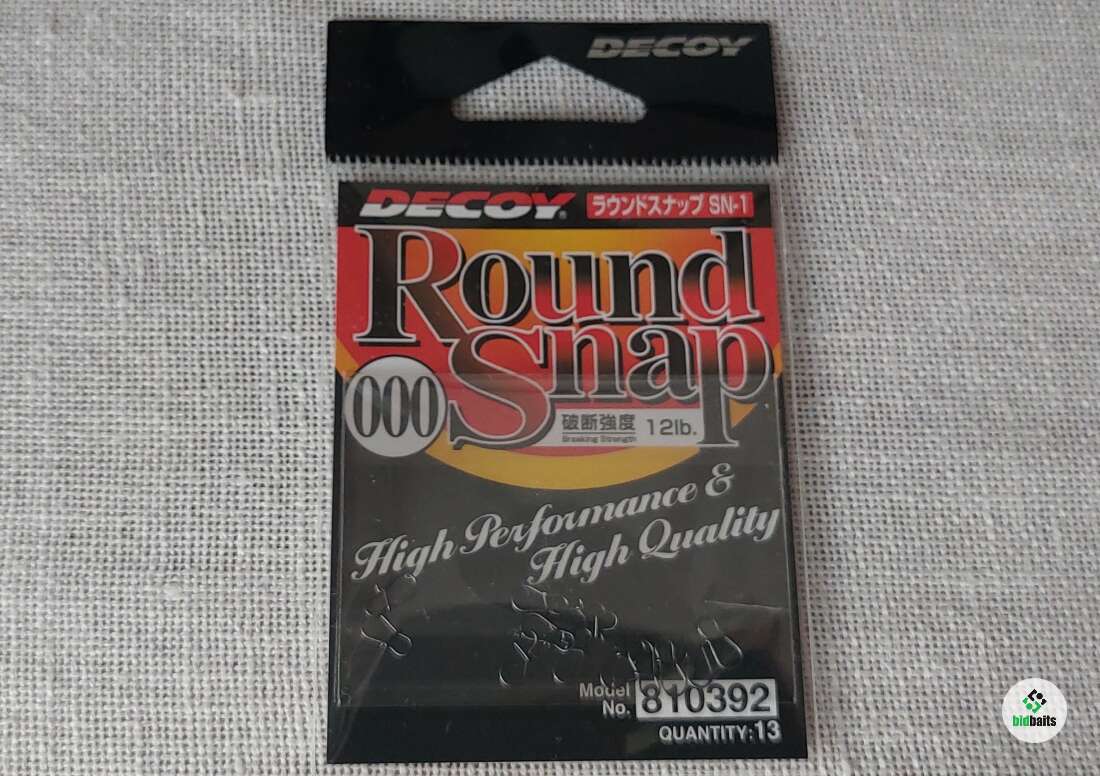 DECOY
DECOY® ラウンドスナップ SN-1
Round
Snap
000
破断強度 12lb.
Breaking Strength
High Performance &
High Quality
Model
No. 810392
QUANTITY:13
bidbaits